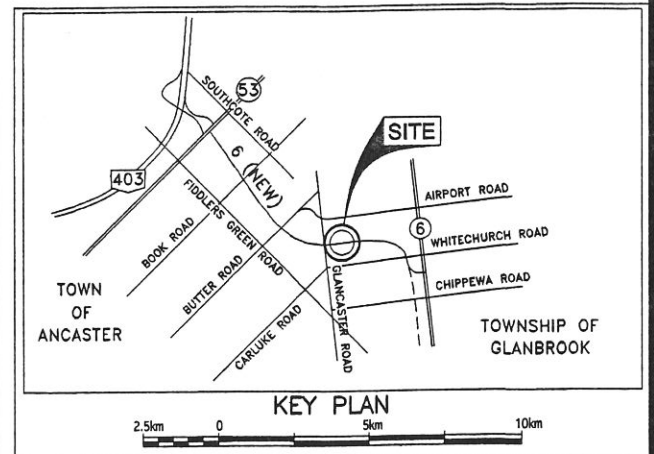 SOUTHCOTE ROAD
53
SITE
403
6 (NEW)
AIRPORT ROAD
FIDDLERS GREEN ROAD
6
BOOK ROAD
WHITECHURCH ROAD
BUTTER ROAD
GLANCASTER ROAD
CHIPPEWA ROAD
TOWN
OF
ANCASTER
CARLUKE ROAD
TOWNSHIP OF
GLANBROOK
KEY PLAN
2.5km 0 5km 10km